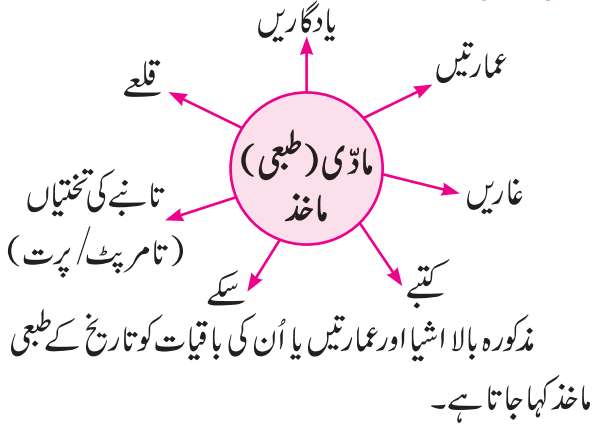 یادگاریں
عمارتیں
قلعے
مادّی (طبعی)
ماخذ
غاریں
تانبے کی تختیاں
(تامرپٹ/ پرت)
کتبے
سکے
مذکورہ بالا اشیا اور عمارتیں یا اُن کی باقیات کو تاریخ کے طبعی
ماخذ کہا جاتا ہے۔